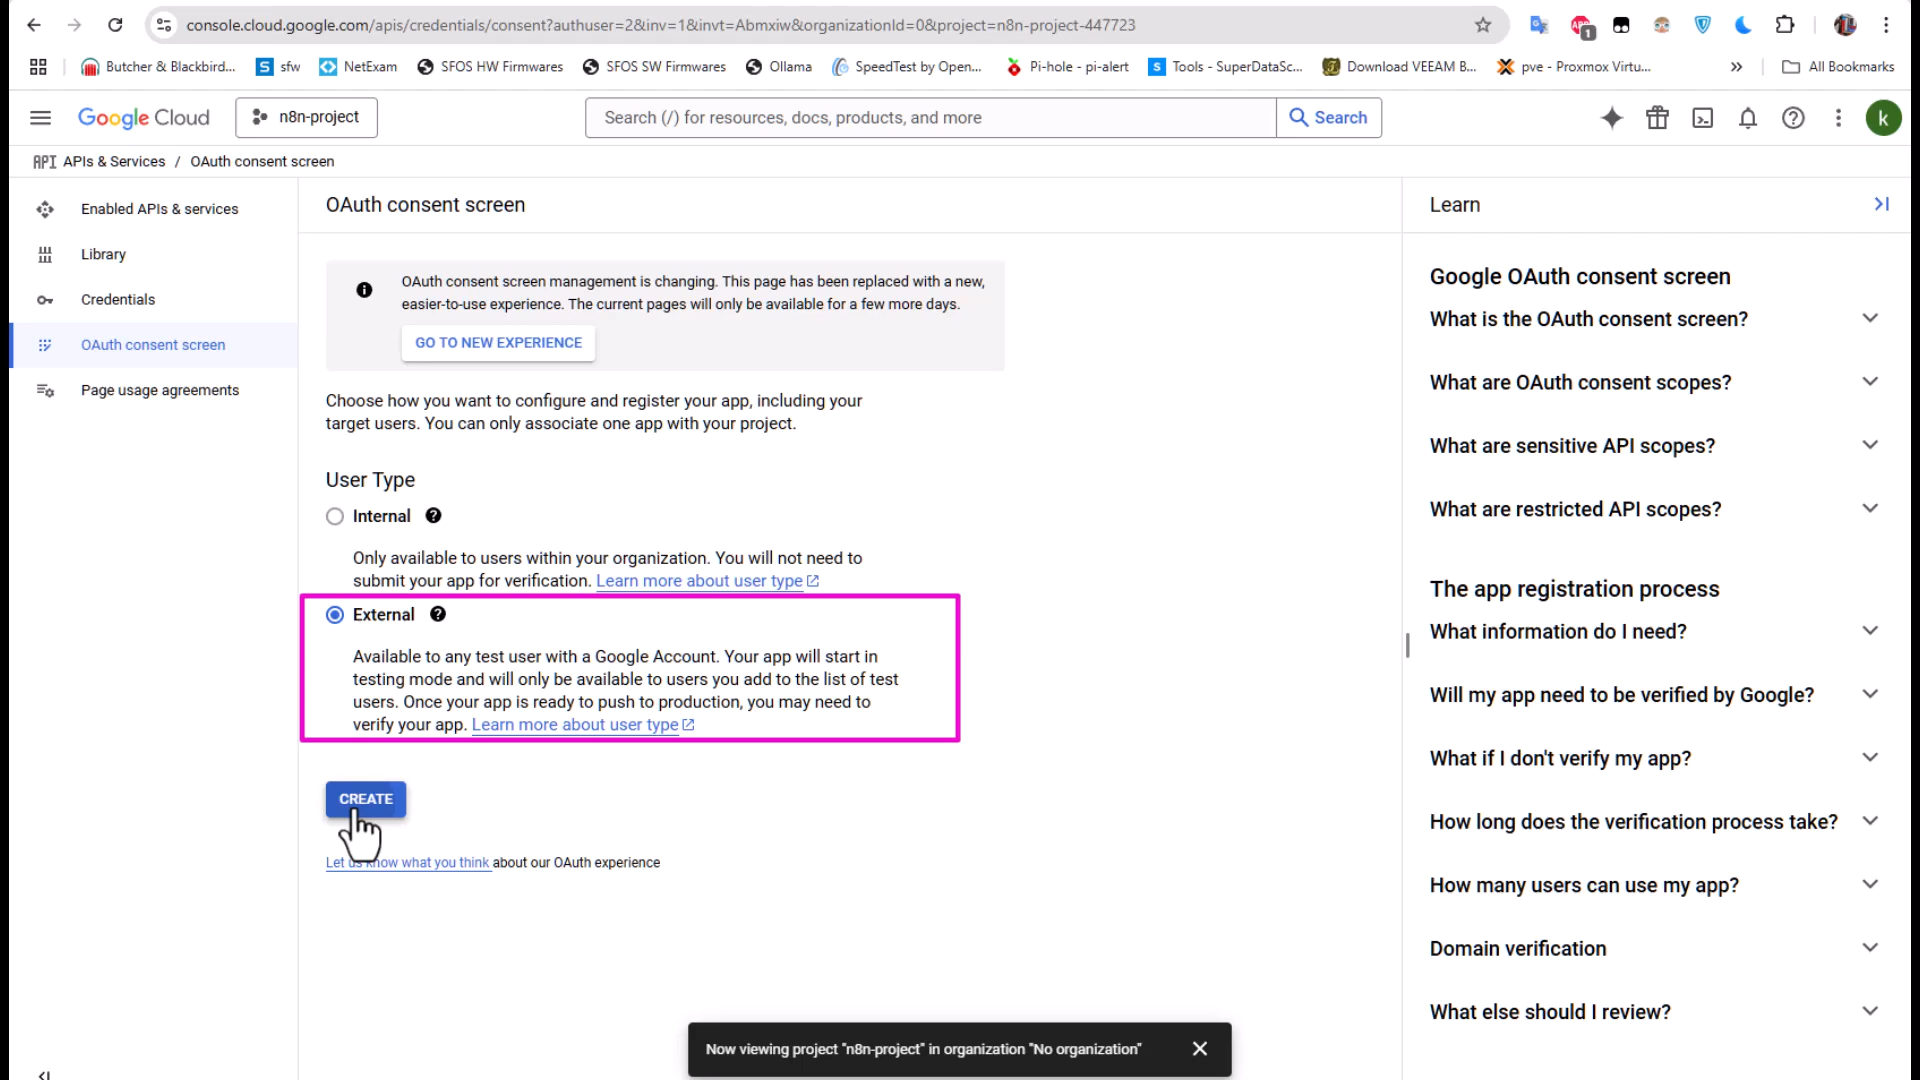 console.cloud.google.com/apis/credentials/consent?authuser=2&inv=1&invt=Abmxiw&organizationId=0&project=n8n-project-447723
1
Butcher & Blackbird...
S sfw
NetExam
SFOS HW Firmwares
SFOS SW Firmwares
Ollama
SpeedTest by Open...
Pi-hole - pi-alert
S Tools - SuperDataSc...
Download VEEAM B...
pve - Proxmox Virtu...
All Bookmarks
Google Cloud
n8n-project
Search (/) for resources, docs, products, and more
Search
k
API APIs & Services / OAuth consent screen
Enabled APIs & services
Library
Credentials
OAuth consent screen
Page usage agreements
OAuth consent screen
OAuth consent screen management is changing. This page has been replaced with a new,
easier-to-use experience. The current pages will only be available for a few more days.
GO TO NEW EXPERIENCE
Choose how you want to configure and register your app, including your
target users. You can only associate one app with your project.
User Type
Internal
Only available to users within your organization. You will not need to
submit your app for verification. Learn more about user type
External
Available to any test user with a Google Account. Your app will start in
testing mode and will only be available to users you add to the list of test
users. Once your app is ready to push to production, you may need to
verify your app. Learn more about user type
CREATE
Let us know what you think about our OAuth experience
Learn
Google OAuth consent screen
What is the OAuth consent screen?
What are OAuth consent scopes?
What are sensitive API scopes?
What are restricted API scopes?
The app registration process
What information do I need?
Will my app need to be verified by Google?
What if I don't verify my app?
How long does the verification process take?
How many users can use my app?
Domain verification
What else should I review?
Now viewing project "n8n-project" in organization "No organization"